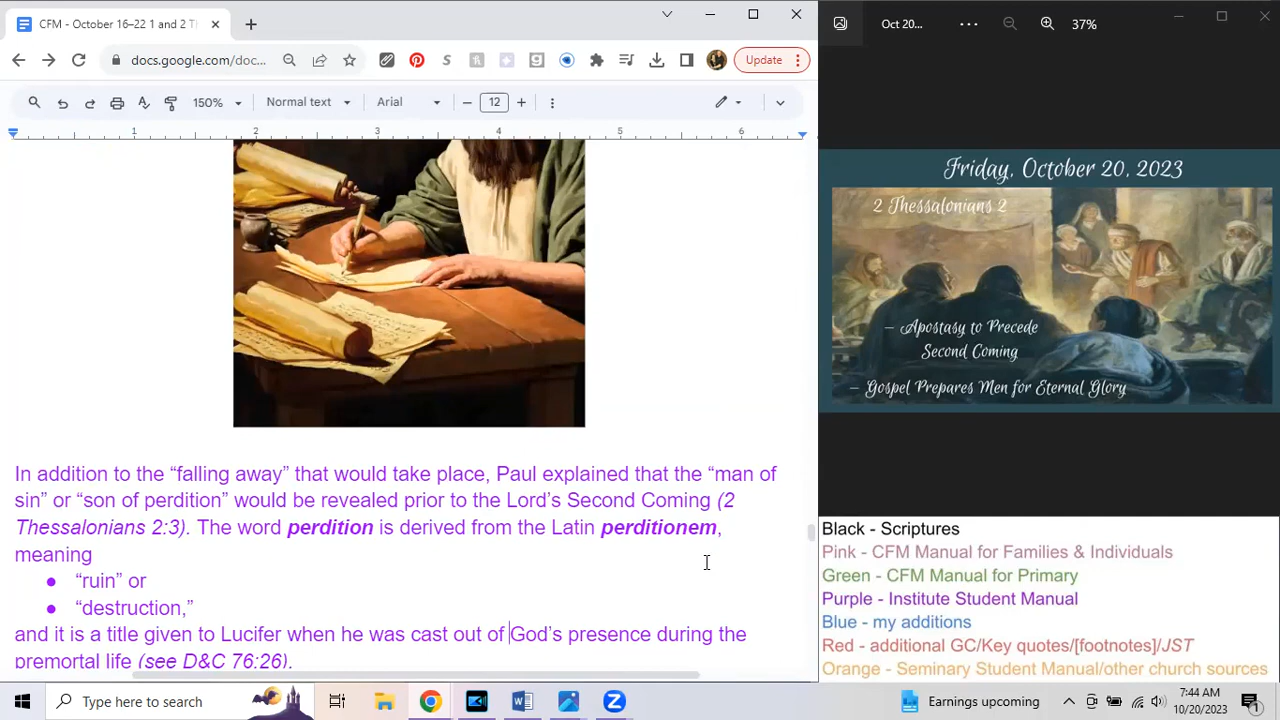 CFM - October 16–22 1 and 2 Th
docs.google.com/doc...
Update
150%
Normal text
Arial
12
1 2 3 4 5 6
In addition to the “falling away” that would take place, Paul explained that the “man of
sin” or “son of perdition” would be revealed prior to the Lord’s Second Coming (2
Thessalonians 2:3). The word perdition is derived from the Latin perditionem,
meaning
● “ruin” or
● “destruction,”
and it is a title given to Lucifer when he was cast out of God’s presence during the
premortal life (see D&C 76:26).
Oct 20...
37%
Friday, October 20, 2023
2 Thessalonians 2
– Apostasy to Precede
Second Coming
– Gospel Prepares Men for Eternal Glory
Black - Scriptures
Pink - CFM Manual for Families & Individuals
Green - CFM Manual for Primary
Purple - Institute Student Manual
Blue - my additions
Red - additional GC/Key quotes/[footnotes]/JST
Orange - Seminary Student Manual/other church sources
Type here to search
Earnings upcoming
7:44 AM
10/20/2023
1